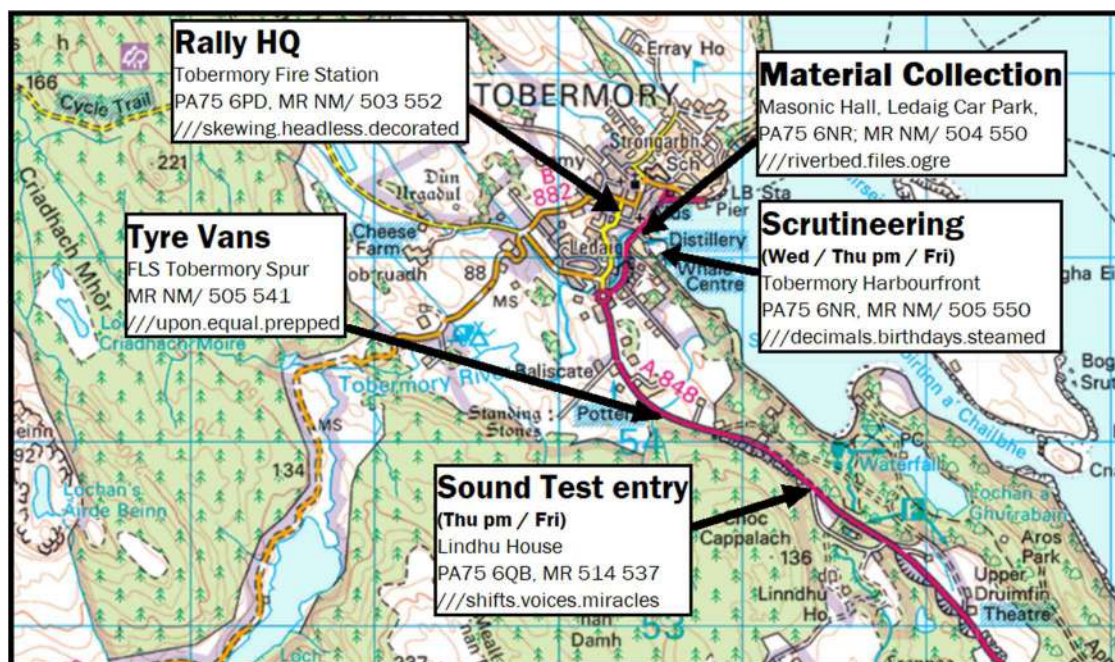 Rally HQ
Tobermory Fire Station
PA75 6PD, MR NM/ 503 552
///skewing.headless.decorated
Material Collection
Masonic Hall, Ledaig Car Park,
PA75 6NR; MR NM/ 504 550
///riverbed.files.ogre
Tyre Vans
FLS Tobermory Spur
MR NM/ 505 541
///upon.equal.prepped
Scrutineering
(Wed / Thu pm / Fri)
Tobermory Harbourfront
PA75 6NR, MR NM/ 505 550
///decimals.birthdays.steamed
Sound Test entry
(Thu pm / Fri)
Lindhu House
PA75 6QB, MR 514 537
///shifts.voices.miracles
Erray Ho
166
Cycle Trail
TOBERMORY
Strongarbh
Sch
221
882
LB Sta
Pier
Criadhach Mhòr
Cheese
Farm
Ledaig
Distillery
Whale
Centre
88
MS
Criadhach Moire
Tobermory River
Baliscate
A-848
Standing
Stones
54
MS
134
PC
Waterfall
Lochan's
Airde Beinn
Lochan a'
Ghurrabain
Cappalach
136
Aros
Park
Linndhu
Ho
Upper
Druimfin
Theatre
nan
Damh
53